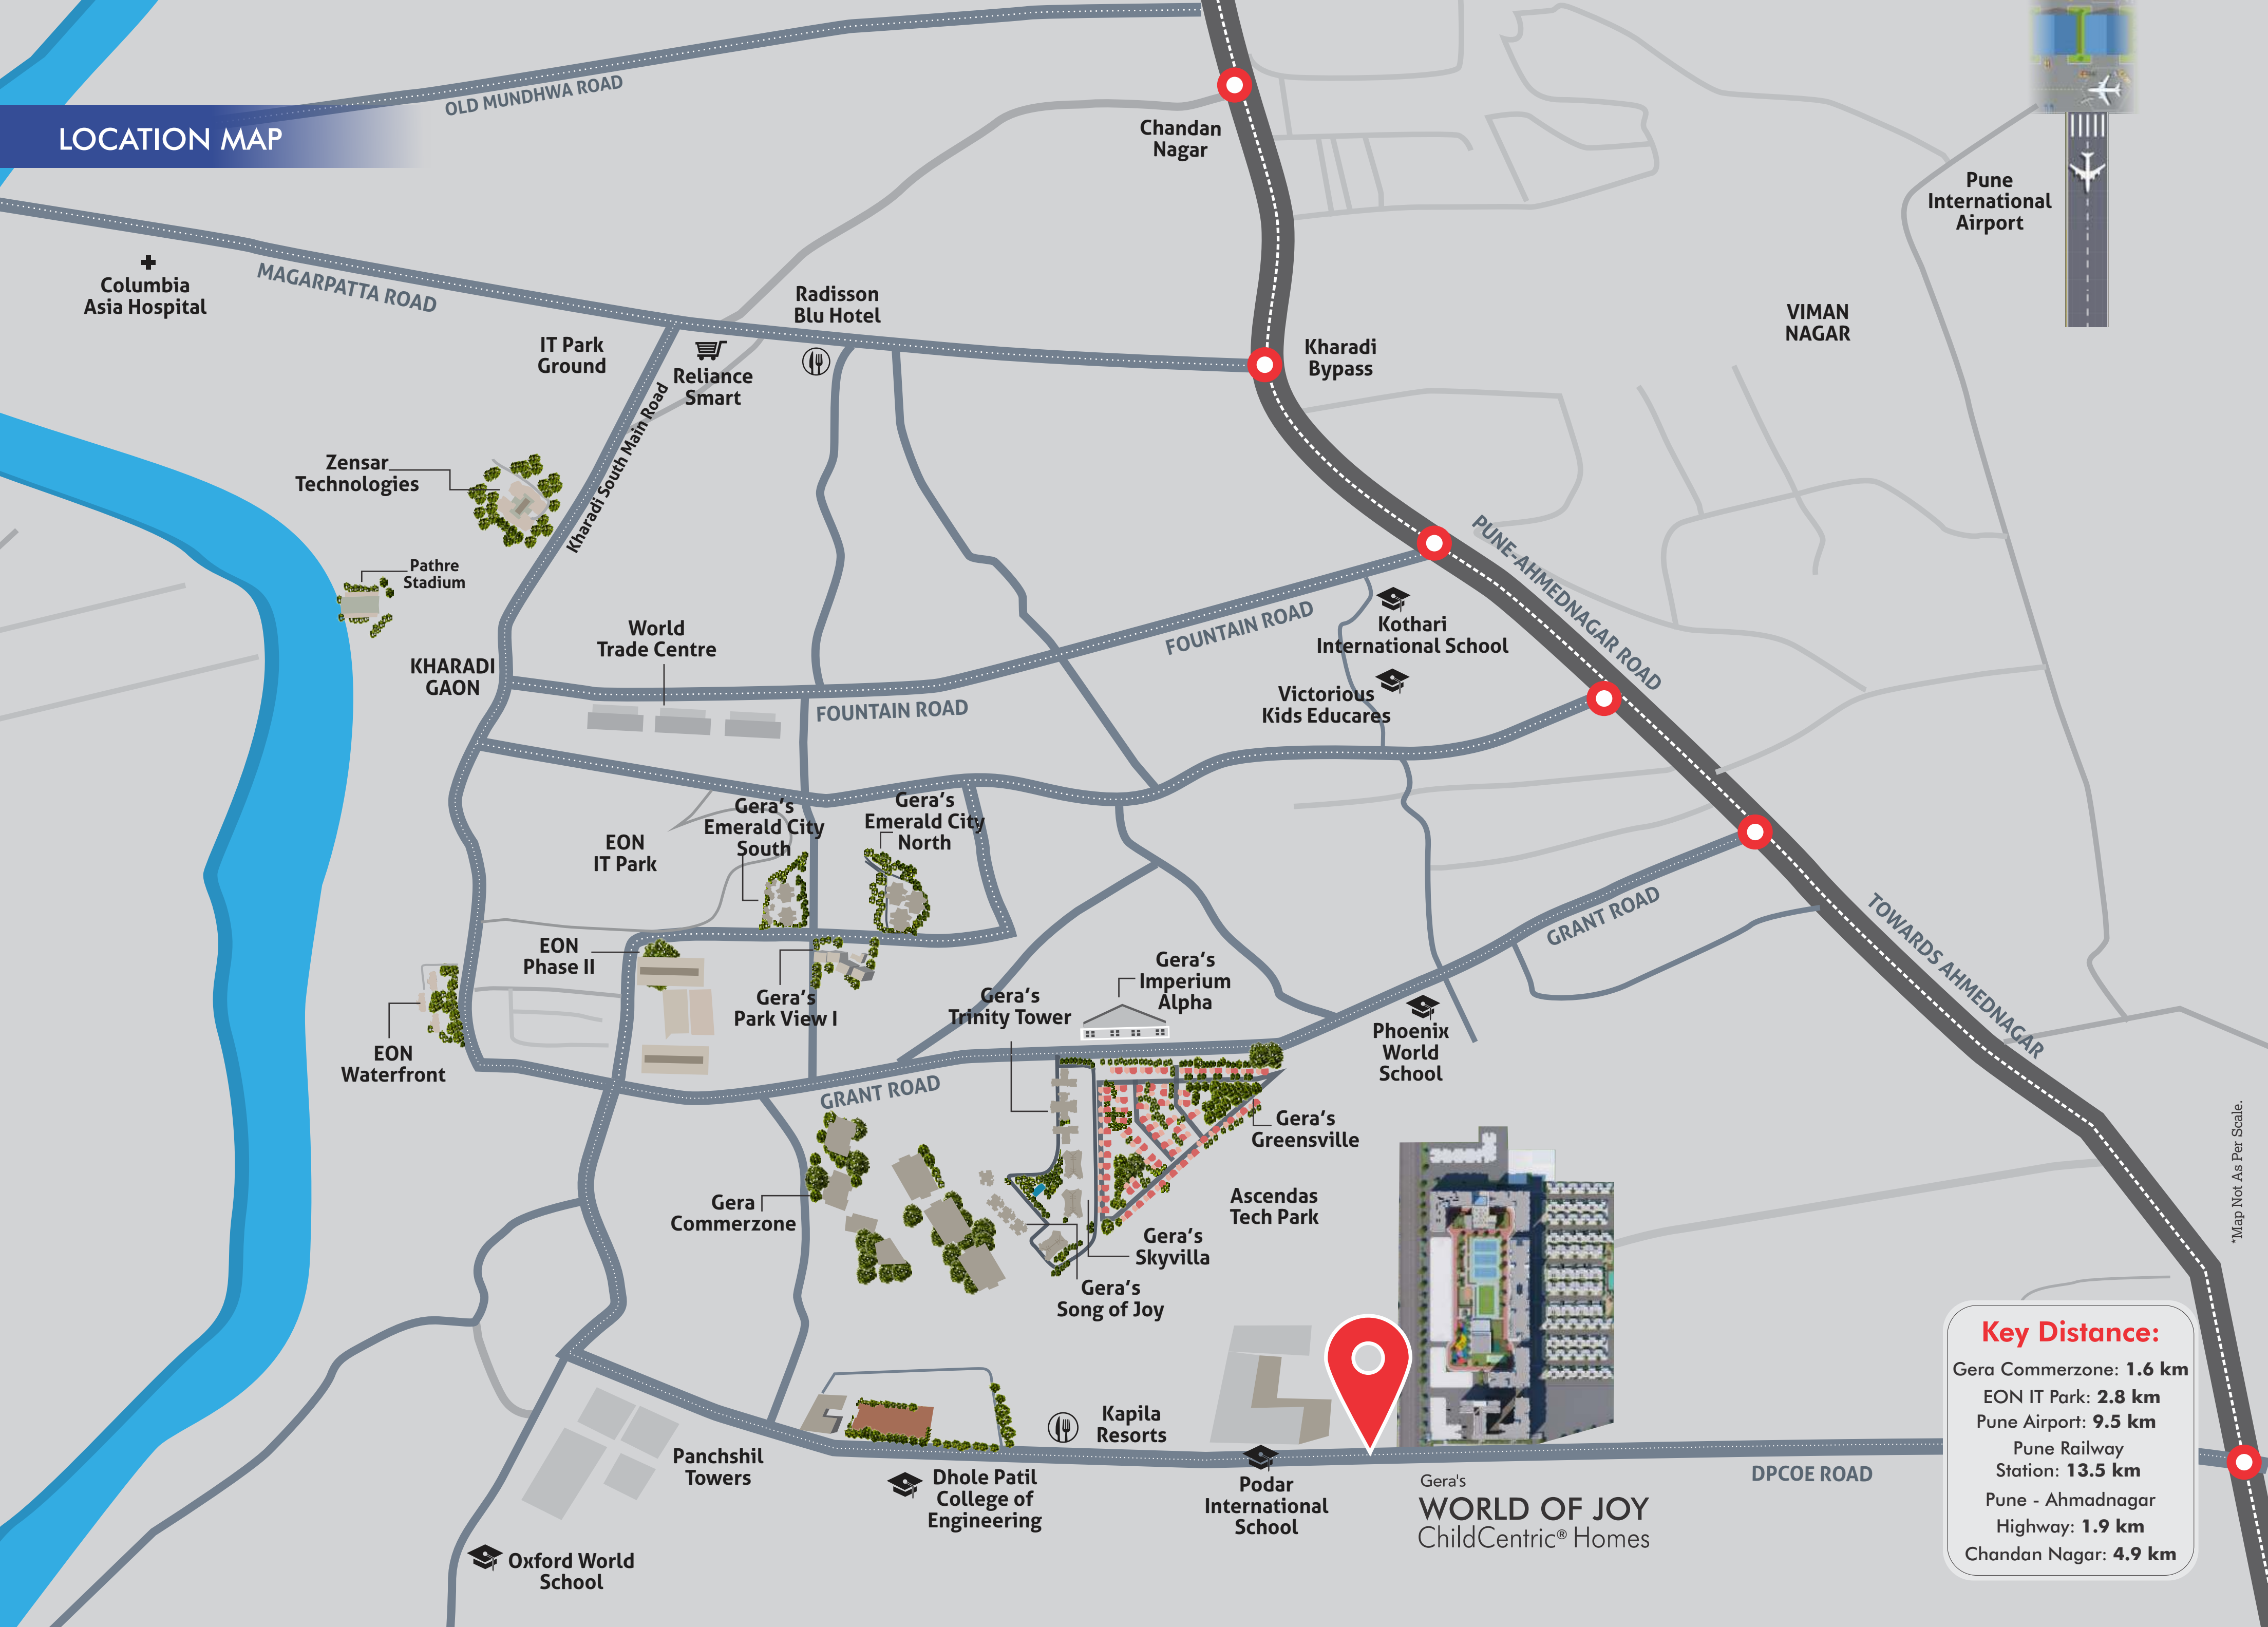 OLD MUNDHWA ROAD
LOCATION MAP
Chandan
Nagar
Pune
International
Airport
Columbia
Asia Hospital
MAGARPATTA ROAD
Radisson
Blu Hotel
VIMAN
NAGAR
IT Park
Ground
Reliance
Smart
Kharadi
Bypass
Kharadi South Main Road
Zensar
Technologies
Pathre
Stadium
PUNE-AHMEDNAGAR ROAD
World
Trade Centre
FOUNTAIN ROAD
Kothari
International School
KHARADI
GAON
FOUNTAIN ROAD
Victorious
Kids Educares
Gera's
Emerald City
South
Gera's
Emerald City
North
EON
IT Park
GRANT ROAD
TOWARDS AHMEDNAGAR
EON
Phase II
Gera's
Park View I
Gera's
Trinity Tower
Gera's
Imperium
Alpha
Phoenix
World
School
EON
Waterfront
GRANT ROAD
Gera's
Greensville
Gera
Commerzone
Ascendas
Tech Park
Gera's
Skyvilla
Gera's
Song of Joy
*Map Not As Per Scale.
Kapila
Resorts
Panchshil
Towers
Dhole Patil
College of
Engineering
Podar
International
School
Gera's
WORLD OF JOY
ChildCentric® Homes
DPCOE ROAD
Oxford World
School
Key Distance:
Gera Commerzone: 1.6 km
EON IT Park: 2.8 km
Pune Airport: 9.5 km
Pune Railway
Station: 13.5 km
Pune - Ahmadnagar
Highway: 1.9 km
Chandan Nagar: 4.9 km